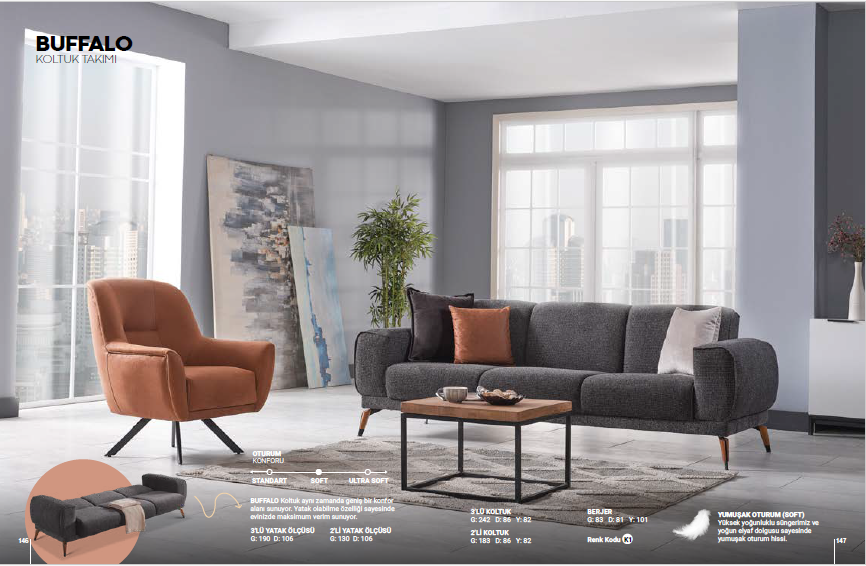 BUFFALO
KOLTUK TAKIMI
OTURUM
KONFORU
STANDART SOFT ULTRA SOFT
BUFFALO Koltuk aynı zamanda geniş bir konfor
alanı sunuyor. Yatak olabilme özelliği sayesinde
evinizde maksimum verim sunuyor.
3'LÜ YATAK ÖLÇÜSÜ
G: 190 D: 106
2'Lİ YATAK ÖLÇÜSÜ
G: 130 D: 106
3'LÜ KOLTUK
G: 242 D: 86 Y: 82
2'Lİ KOLTUK
G: 183 D: 86 Y: 82
BERJER
G: 83 D: 81 Y: 101
Renk Kodu K1
YUMUŞAK OTURUM (SOFT)
Yüksek yoğunluklu süngerimiz ve
yoğun elyaf dolgusu sayesinde
yumuşak oturum hissi.
146
147